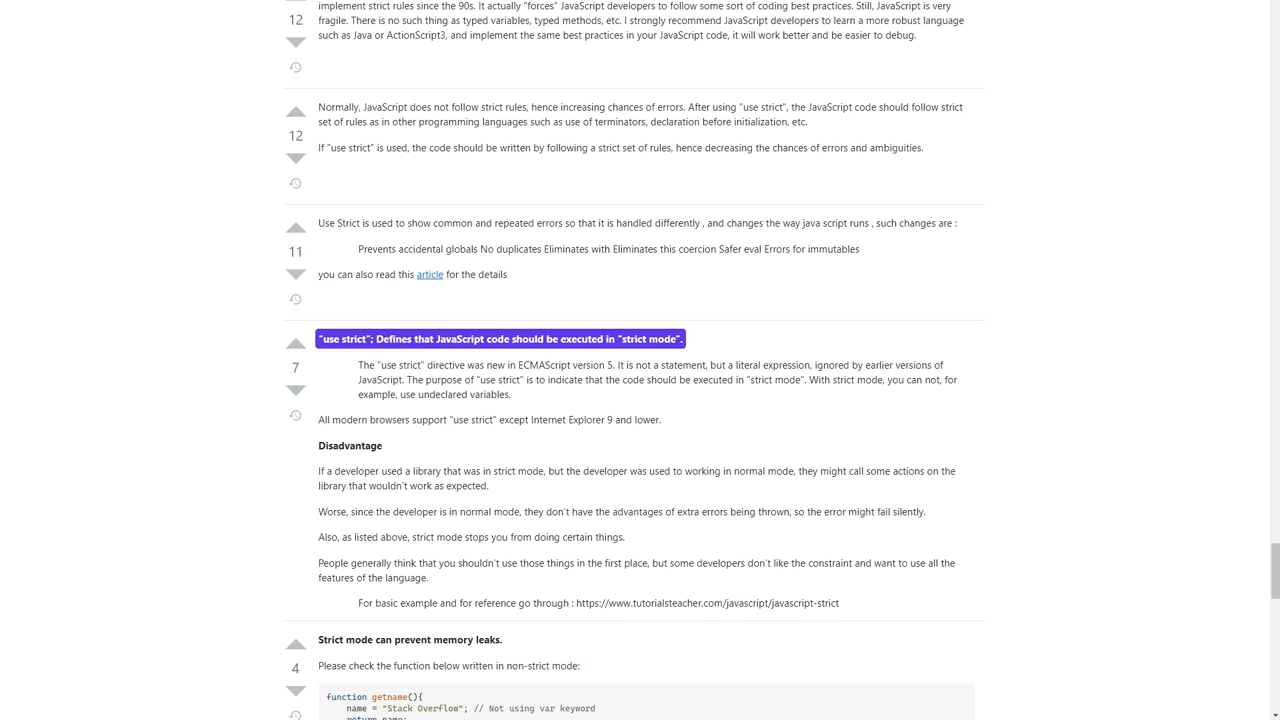 implement strict rules since the 90s. It actually "forces" JavaScript developers to follow some sort of coding best practices. Still, JavaScript is very
12
fragile. There is no such thing as typed variables, typed methods, etc. I strongly recommend JavaScript developers to learn a more robust language
such as Java or ActionScript3, and implement the same best practices in your JavaScript code, it will work better and be easier to debug.
Normally, JavaScript does not follow strict rules, hence increasing chances of errors. After using "use strict", the JavaScript code should follow strict
set of rules as in other programming languages such as use of terminators, declaration before initialization, etc.
12
If "use strict" is used, the code should be written by following a strict set of rules, hence decreasing the chances of errors and ambiguities.
Use Strict is used to show common and repeated errors so that it is handled differently , and changes the way java script runs , such changes are :
11
Prevents accidental globals No duplicates Eliminates with Eliminates this coercion Safer eval Errors for immutables
you can also read this article for the details
"use strict"; Defines that JavaScript code should be executed in "strict mode".
7
The "use strict" directive was new in ECMAScript version 5. It is not a statement, but a literal expression, ignored by earlier versions of
JavaScript. The purpose of "use strict" is to indicate that the code should be executed in "strict mode". With strict mode, you can not, for
example, use undeclared variables.
All modern browsers support "use strict" except Internet Explorer 9 and lower.
Disadvantage
If a developer used a library that was in strict mode, but the developer was used to working in normal mode, they might call some actions on the
library that wouldn't work as expected.
Worse, since the developer is in normal mode, they don't have the advantages of extra errors being thrown, so the error might fail silently.
Also, as listed above, strict mode stops you from doing certain things.
People generally think that you shouldn't use those things in the first place, but some developers don't like the constraint and want to use all the
features of the language.
For basic example and for reference go through : https://www.tutorialsteacher.com/javascript/javascript-strict
Strict mode can prevent memory leaks.
4
Please check the function below written in non-strict mode:
function getname(){
name = "Stack Overflow"; // Not using var keyword
return name;